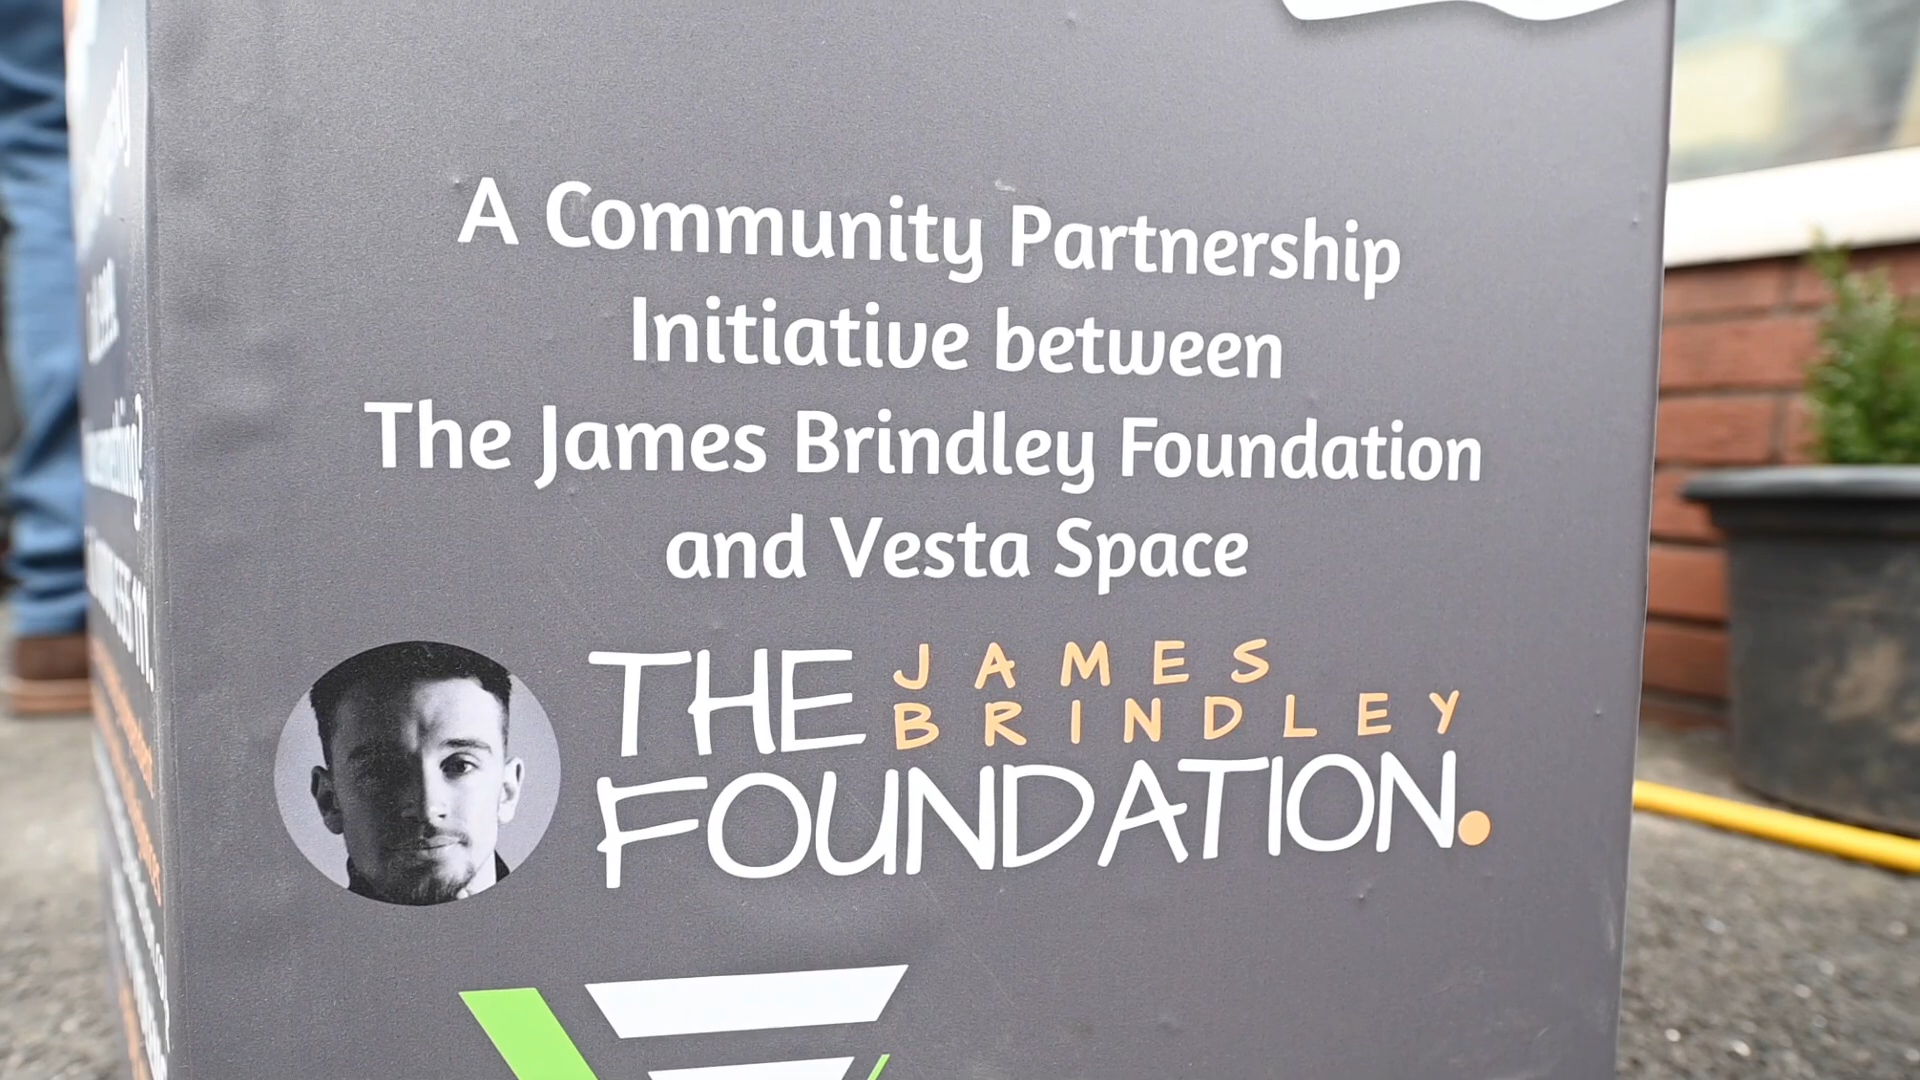 A Community Partnership
Initiative between
The James Brindley Foundation
and Vesta Space
THE JAMES
BRINDLEY
FOUNDATION.